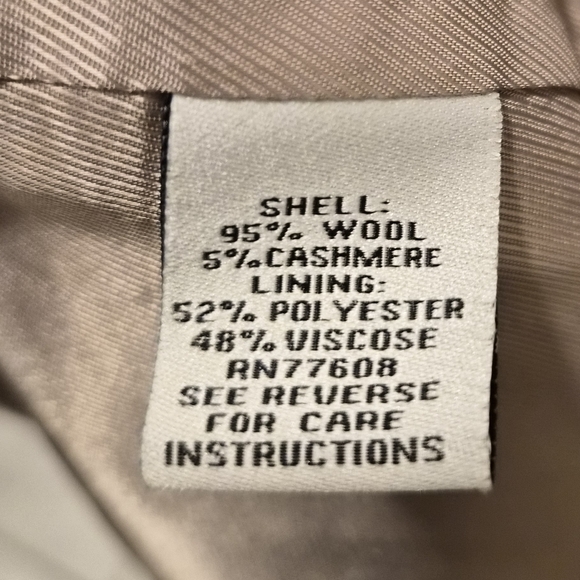 SHELL:
95% WOOL
5%CASHMERE
LINING:
52% POLYESTER
48% VISCOSE
RN77608
SEE REVERSE
FOR CARE
INSTRUCTIONS